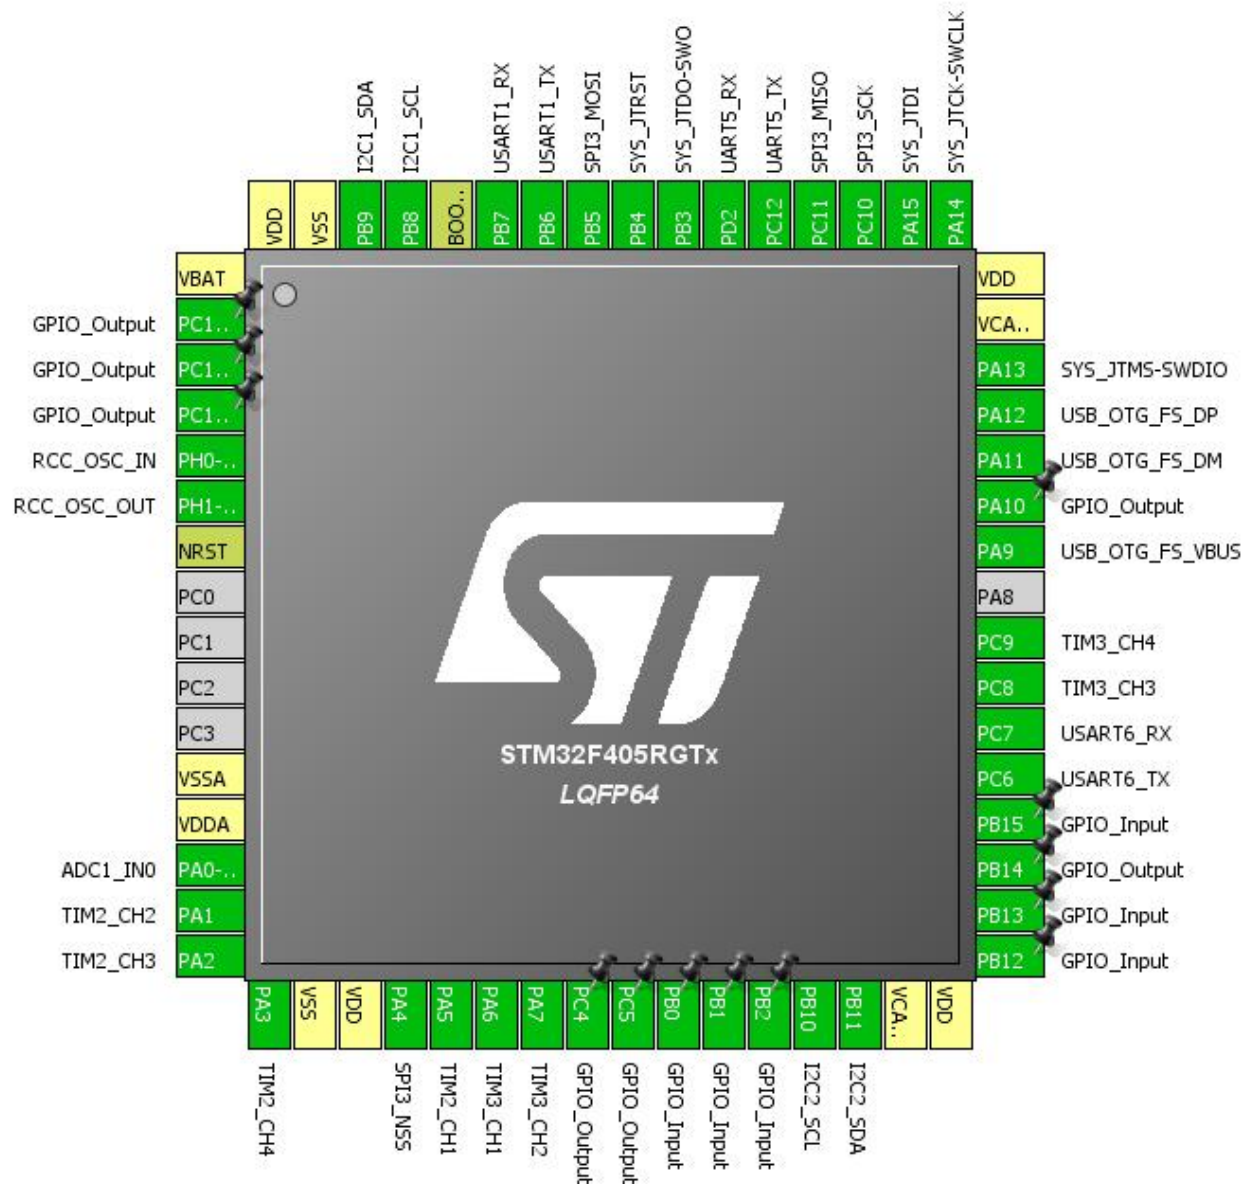 I2C1_SDA
I2C1_SCL
USART1_RX
USART1_TX
SPI3_MOSI
SYS_JTRST
SYS_JTDO-SWO
UART5_RX
UART5_TX
SPI3_MISO
SPI3_SCK
SYS_JTDI
SYS_JTCK-SWCLK
VDD
VSS
PB9
PB8
BOO..
PB7
PB6
PB5
PB4
PB3
PD2
PC12
PC11
PC10
PA15
PA14
VBAT
GPIO_Output PC1..
GPIO_Output PC1..
GPIO_Output PC1..
RCC_OSC_IN PH0-..
RCC_OSC_OUT PH1-..
NRST
PC0
PC1
PC2
PC3
VSSA
VDDA
ADC1_IN0 PA0-..
TIM2_CH2 PA1
TIM2_CH3 PA2
ST
STM32F405RGTx
LQFP64
VDD
VCA..
PA13 SYS_JTMS-SWDIO
PA12 USB_OTG_FS_DP
PA11 USB_OTG_FS_DM
PA10 GPIO_Output
PA9 USB_OTG_FS_VBUS
PA8
PC9 TIM3_CH4
PC8 TIM3_CH3
PC7 USART6_RX
PC6 USART6_TX
PB15 GPIO_Input
PB14 GPIO_Output
PB13 GPIO_Input
PB12 GPIO_Input
PA3
VSS
VDD
PA4
PA5
PA6
PA7
PC4
PC5
PB0
PB1
PB2
PB10
PB11
VCA..
VDD
TIM2_CH4
SPI3_NSS
TIM2_CH1
TIM3_CH1
TIM3_CH2
GPIO_Output
GPIO_Output
GPIO_Input
GPIO_Input
GPIO_Input
I2C2_SCL
I2C2_SDA